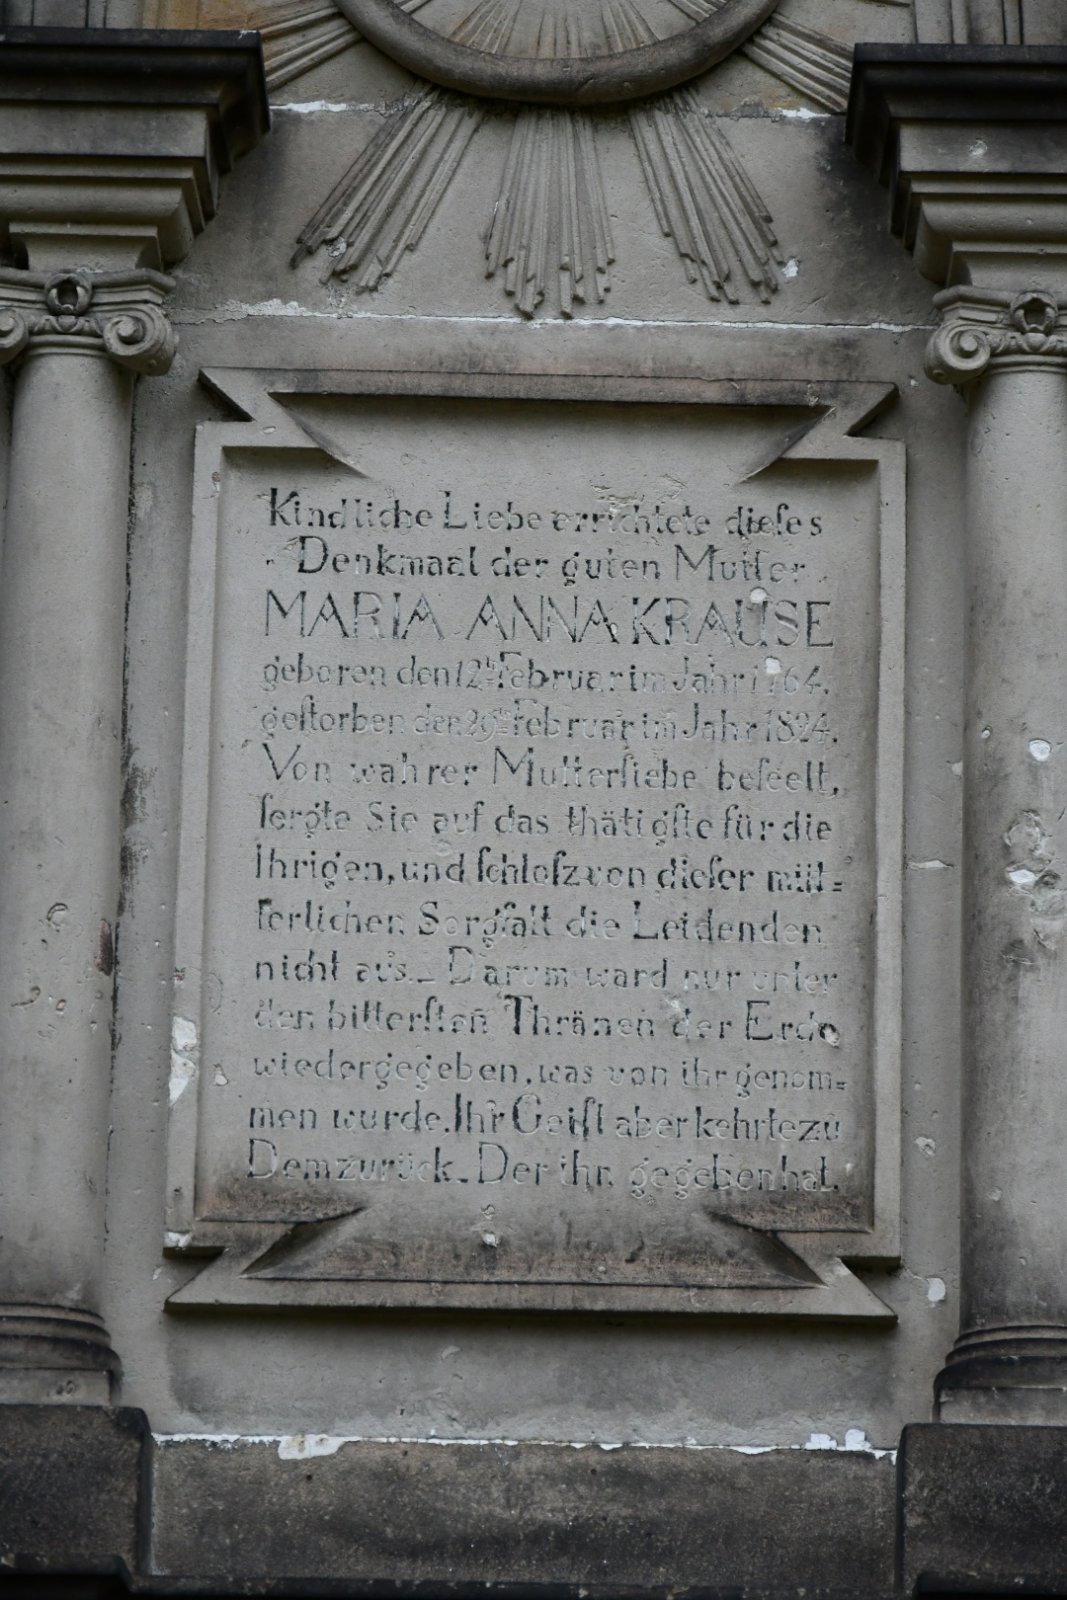 Kindliche Liebe errichtete dieſes
Denkmaal der guten Mutter
MARIA ANNA KRAUSE
geboren den 12ᵗ Februar im Jahr 1764.
geſtorben den 29ᵗ Februar im Jahr 1824.
Von wahrer Mutterliebe beſeelt,
ſorgte Sie auf das thätigſte für die
Ihrigen, und ſchloſz von dieſer müt=
terlichen Sorgfalt die Leidenden
nicht aus._ Darum ward nur unter
den bitterſten Thränen der Erde
wiedergegeben, was von ihr genom=
men wurde. Ihr Geiſt aber kehrte zu
Dem zurück._ Der ihn gegeben hat.